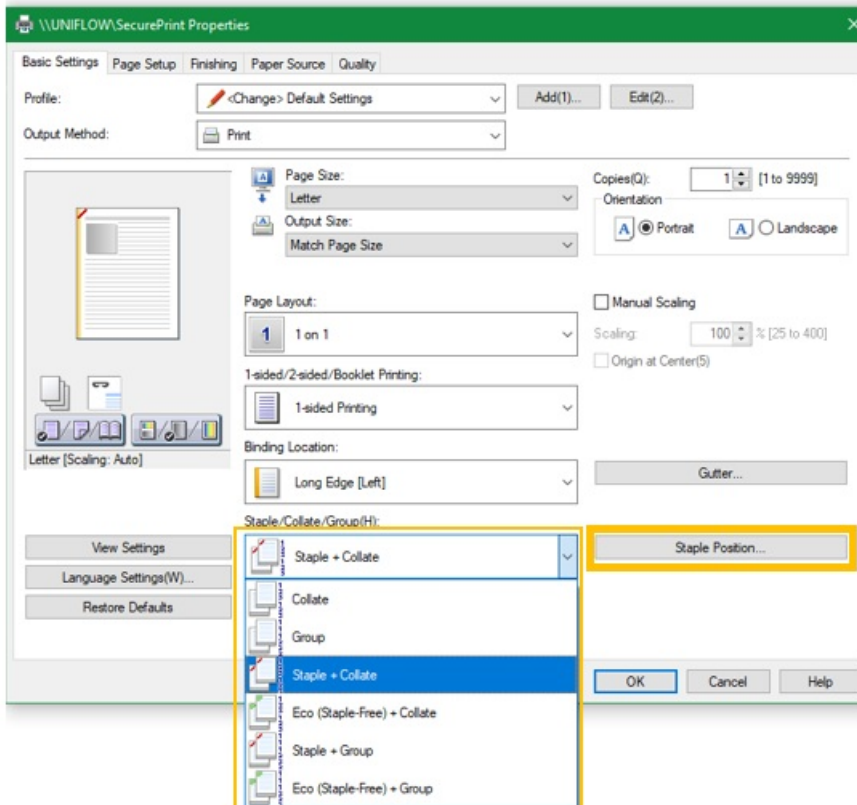 \\UNIFLOW\SecurePrint Properties
Basic Settings Page Setup Finishing Paper Source Quality
Profile: <Change> Default Settings Add(1)... Edit(2)...
Output Method: Print
Page Size:
Letter
Output Size:
Match Page Size
Copies(Q): 1 [1 to 9999]
Orientation
A Portrait A Landscape
Page Layout:
1 1 on 1
Manual Scaling
Scaling: 100 % [25 to 400]
Origin at Center(5)
1-sided/2-sided/Booklet Printing:
1-sided Printing
Letter [Scaling: Auto]
Binding Location:
Long Edge [Left]
Gutter...
Staple/Collate/Group(H):
View Settings
Staple + Collate
Staple Position...
Language Settings(W)...
Restore Defaults
Collate
Group
Staple + Collate
OK Cancel Help
Eco (Staple-Free) + Collate
Staple + Group
Eco (Staple-Free) + Group